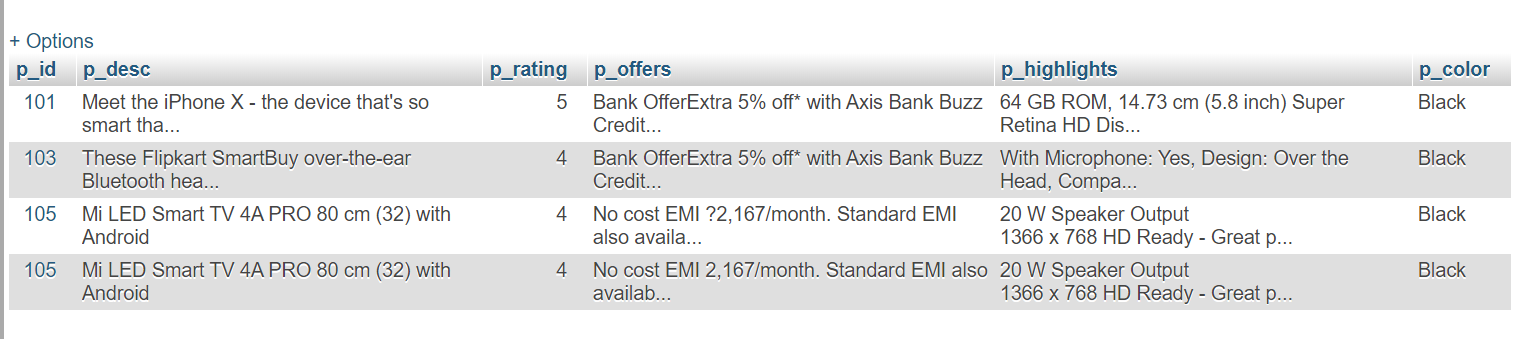 + Options
p_id p_desc p_rating p_offers p_highlights p_color
101 Meet the iPhone X - the device that's so 5 Bank OfferExtra 5% off* with Axis Bank Buzz 64 GB ROM, 14.73 cm (5.8 inch) Super Black
smart tha... Credit... Retina HD Dis...
103 These Flipkart SmartBuy over-the-ear 4 Bank OfferExtra 5% off* with Axis Bank Buzz With Microphone: Yes, Design: Over the Black
Bluetooth hea... Credit... Head, Compa...
105 Mi LED Smart TV 4A PRO 80 cm (32) with 4 No cost EMI ?2,167/month. Standard EMI 20 W Speaker Output Black
Android also availa... 1366 x 768 HD Ready - Great p...
105 Mi LED Smart TV 4A PRO 80 cm (32) with 4 No cost EMI 2,167/month. Standard EMI also 20 W Speaker Output Black
Android availab... 1366 x 768 HD Ready - Great p...